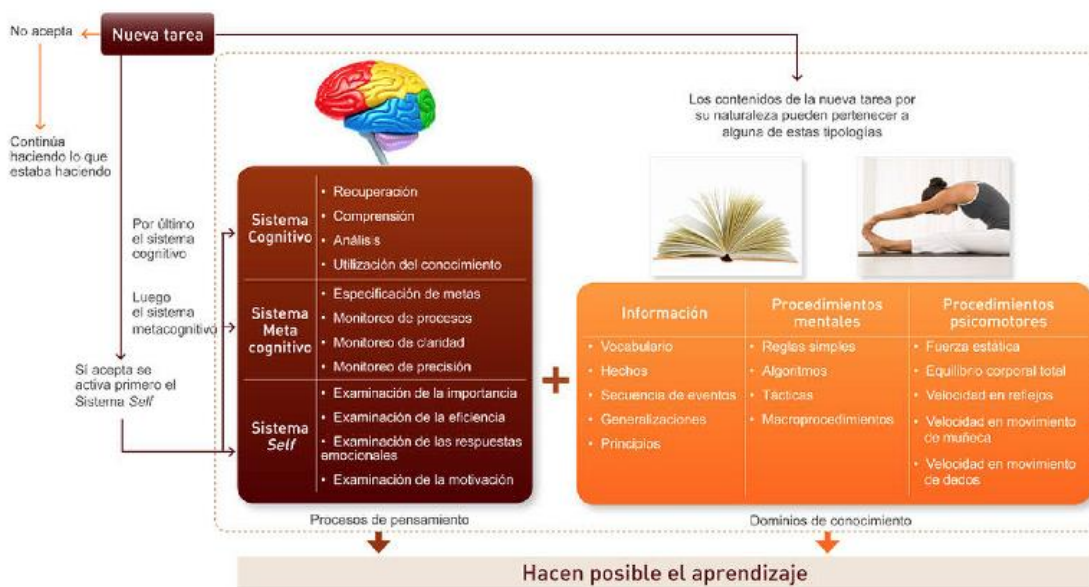 No acepta
Nueva tarea
Continúa
haciendo lo que
estaba haciendo
Los contenidos de la nueva tarea por
su naturaleza pueden pertenecer a
alguna de estas tipologías
Por último
el sistema
cognitivo
Luego
el sistema
metacognitivo
Sí acepta se
activa primero el
Sistema Self
Sistema
Cognitivo
• Recuperación
• Comprensión
• Análisis
• Utilización del conocimiento
Sistema
Meta
cognitivo
• Especificación de metas
• Monitoreo de procesos
• Monitoreo de claridad
• Monitoreo de precisión
Sistema
Self
• Examinación de la importancia
• Examinación de la eficiencia
• Examinación de las respuestas
emocionales
• Examinación de la motivación
Procesos de pensamiento
+
Información
• Vocabulario
• Hechos
• Secuencia de eventos
• Generalizaciones
• Principios
Procedimientos
mentales
• Reglas simples
• Algoritmos
• Tácticas
• Macroprocedimientos
Procedimientos
psicomotores
• Fuerza estática
• Equilibrio corporal total
• Velocidad en reflejos
• Velocidad en movimiento
de muñeca
• Velocidad en movimiento
de dedos
Dominios de conocimiento
Hacen posible el aprendizaje